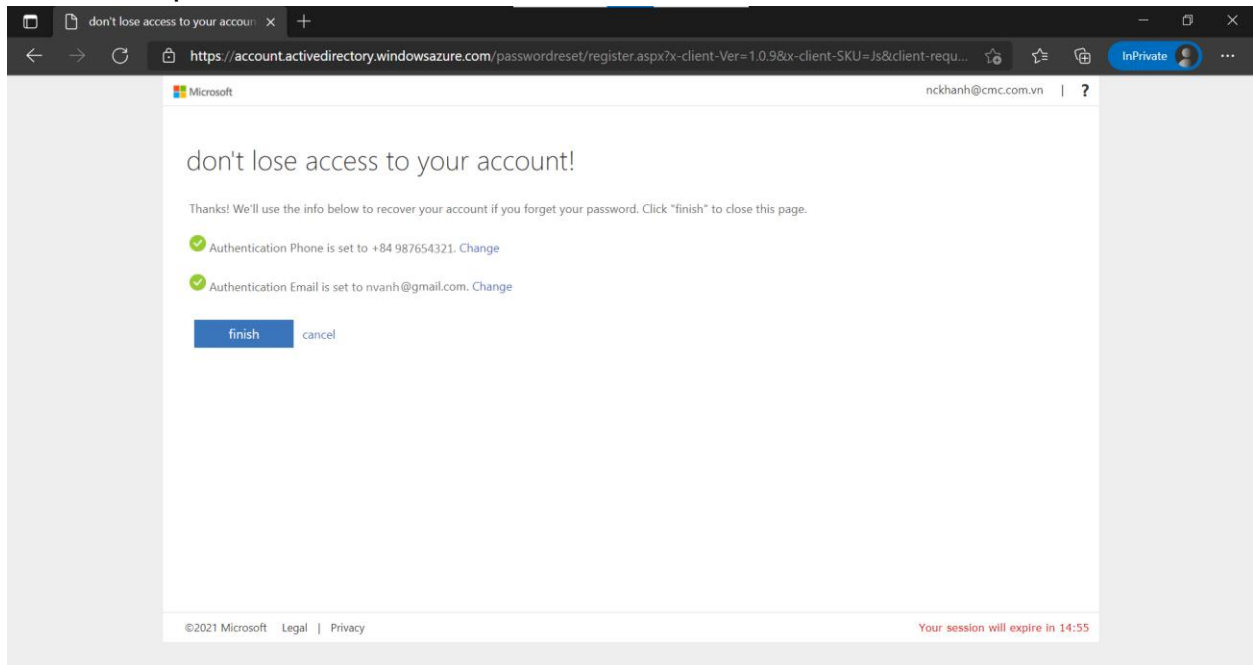 don't lose access to your accoun
https://account.activedirectory.windowsazure.com/passwordreset/register.aspx?x-client-Ver=1.0.9&x-client-SKU=Js&client-requ...
InPrivate
Microsoft
nckhanh@cmc.com.vn | ?
don't lose access to your account!
Thanks! We'll use the info below to recover your account if you forget your password. Click "finish" to close this page.
Authentication Phone is set to +84 987654321. Change
Authentication Email is set to nvanh@gmail.com. Change
finish cancel
©2021 Microsoft Legal | Privacy
Your session will expire in 14:55